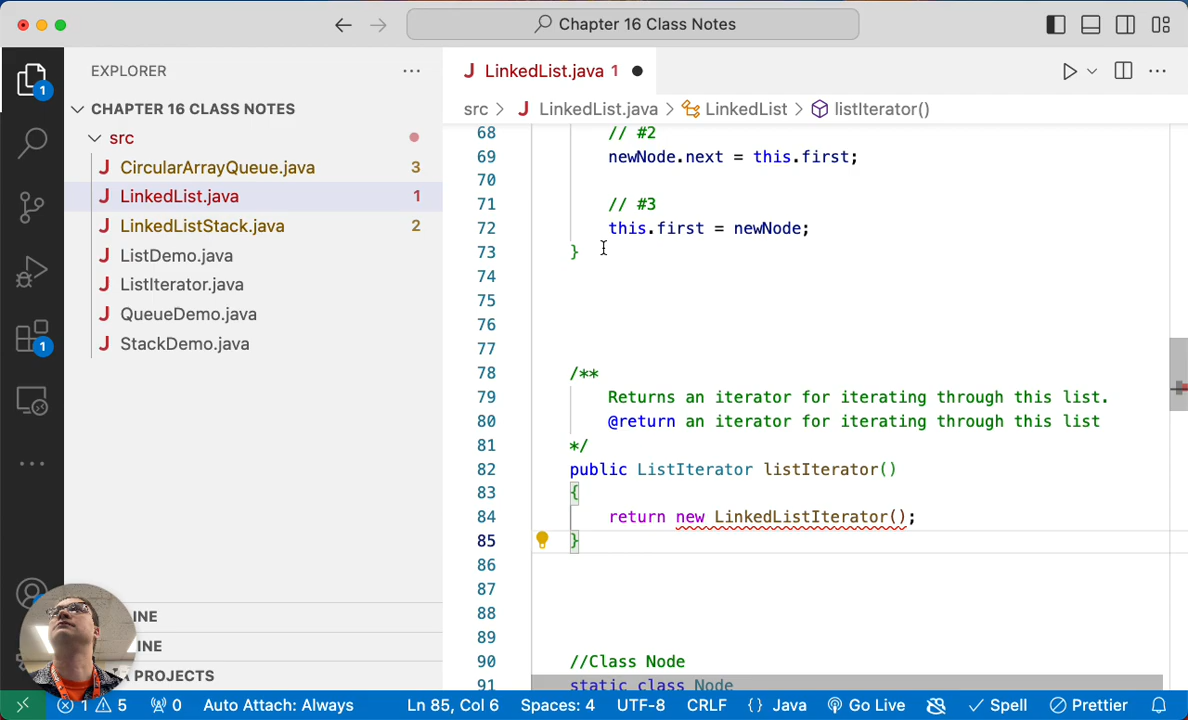 Chapter 16 Class Notes
EXPLORER
LinkedList.java 1
src > LinkedList.java > LinkedList > listIterator()
CHAPTER 16 CLASS NOTES
src
CircularArrayQueue.java 3
LinkedList.java 1
LinkedListStack.java 2
ListDemo.java
ListIterator.java
QueueDemo.java
StackDemo.java
1
1
INE
INE
A PROJECTS
68 // #2
69 newNode.next = this.first;
70
71 // #3
72 this.first = newNode;
73 }
74
75
76
77
78 /**
79 Returns an iterator for iterating through this list.
80 @return an iterator for iterating through this list
81 */
82 public ListIterator listIterator()
83 {
84 return new LinkedListIterator();
85 }
86
87
88
89
90 //Class Node
91 static class Node
1 5 0 Auto Attach: Always Ln 85, Col 6 Spaces: 4 UTF-8 CRLF {} Java Go Live Spell Prettier